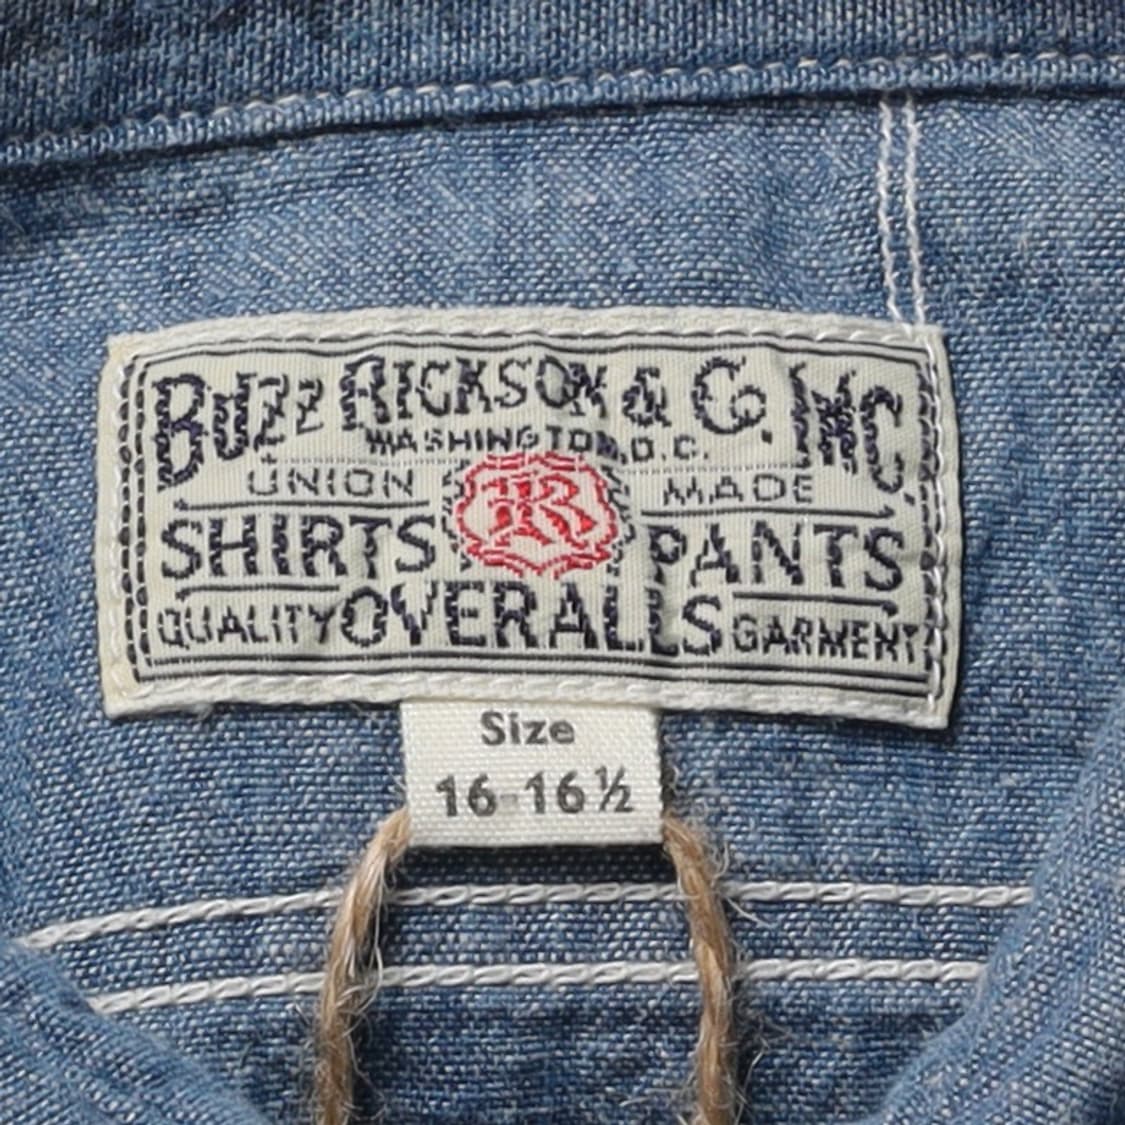 BUZZ RICKSON & CO. INC.
WASHINGTON, D.C.
UNION MADE
R
SHIRTS PANTS
QUALITY OVERALLS GARMENT
Size
16-16½